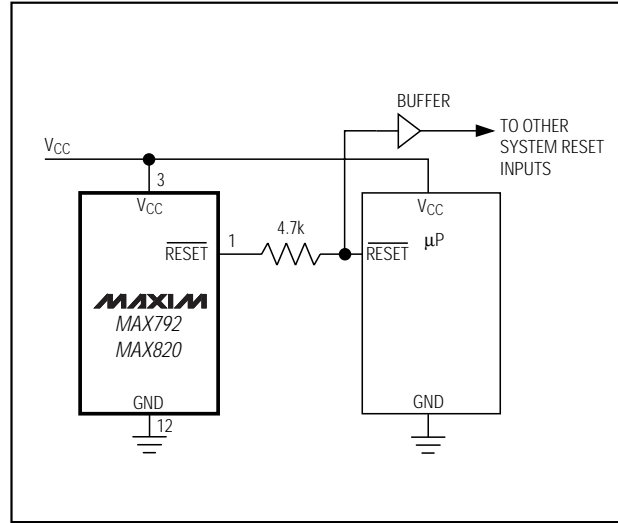 BUFFER
TO OTHER
SYSTEM RESET
INPUTS
VCC
3
VCC
VCC
RESET
1
4.7k
RESET
µP
MAXIM
MAX792
MAX820
GND
12
GND